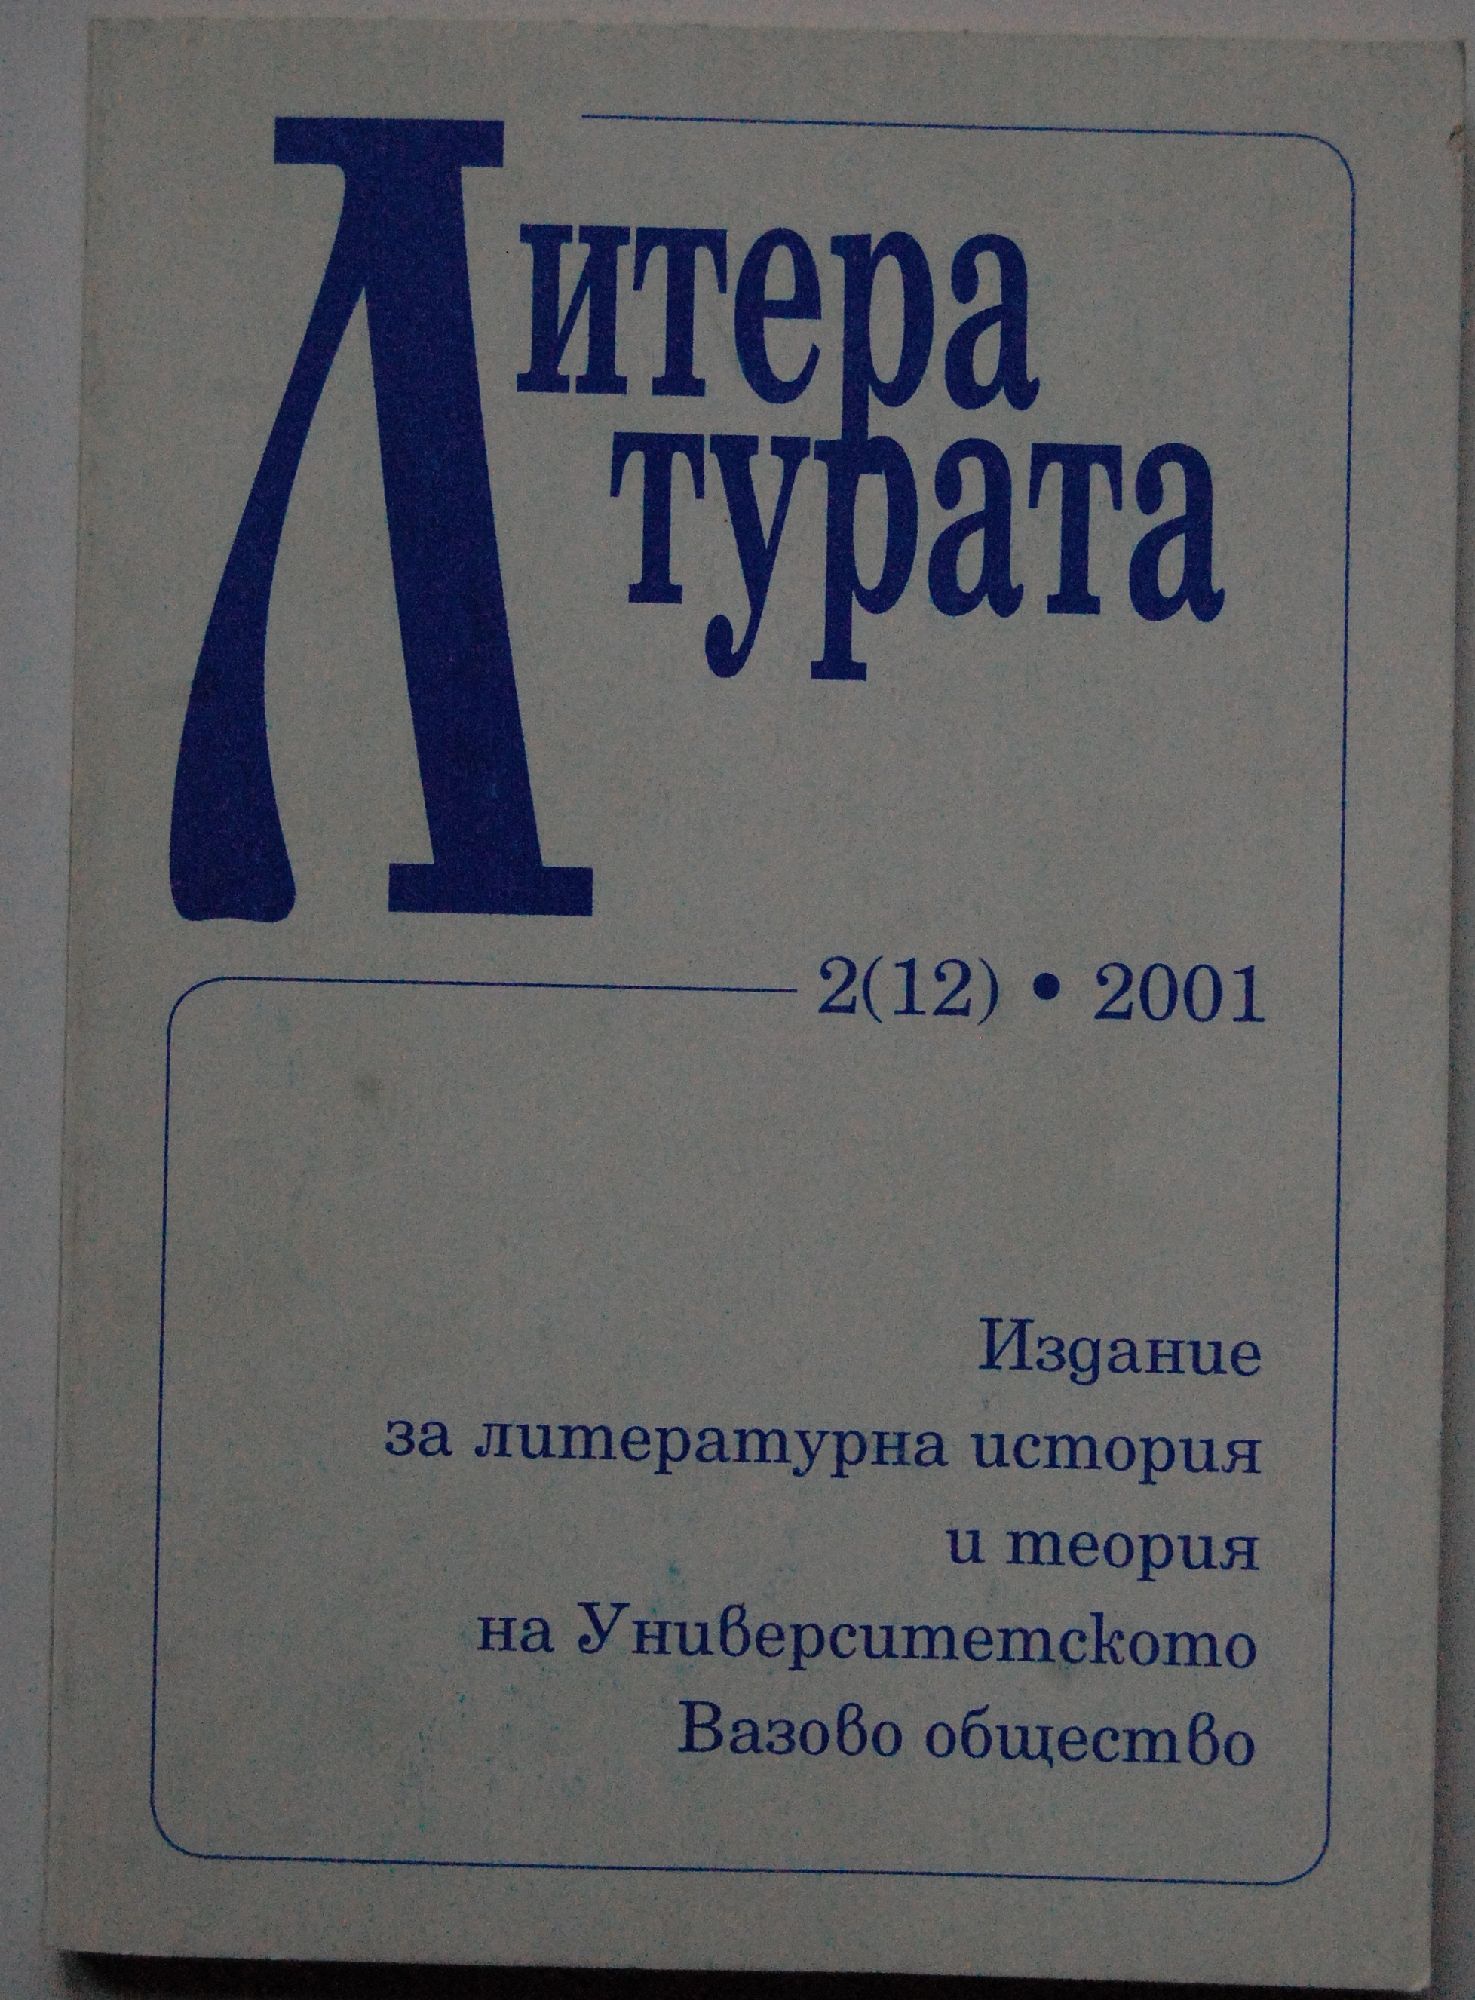 Литера
турата
2(12) • 2001
Издание
за литературна история
и теория
на Университетското
Вазово общество